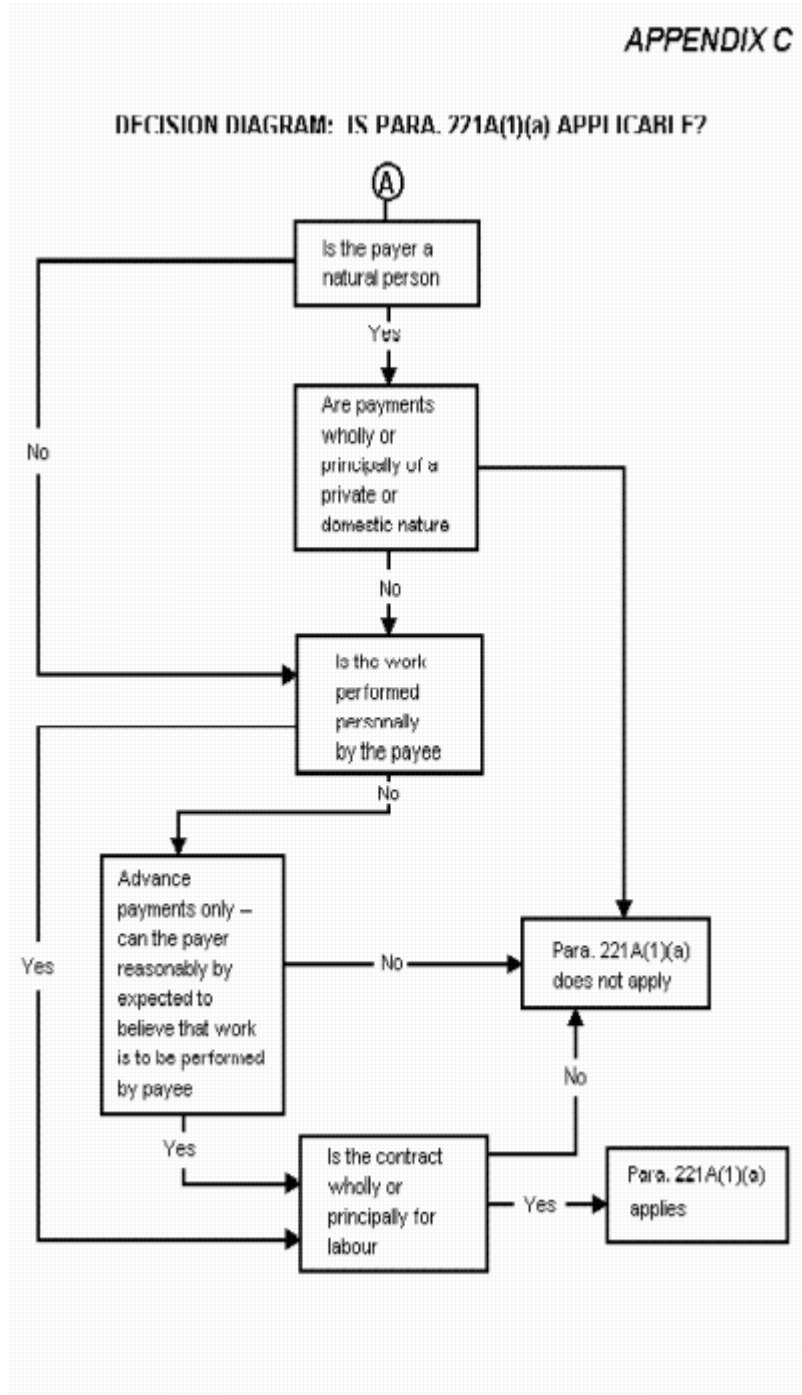 APPENDIX C
DECISION DIAGRAM: IS PARA. 221A(1)(a) APPLICABLE?
A
Is the payer a
natural person
Yes
Are payments
wholly or
principally of a
private or
domestic nature
No
No
Is the work
performed
personally
by the payee
No
Advance
payments only –
can the payer
reasonably by
expected to
believe that work
is to be performed
by payee
Yes
No
Para. 221A(1)(a)
does not apply
No
Yes
Is the contract
wholly or
principally for
labour
Yes
Para. 221A(1)(a)
applies